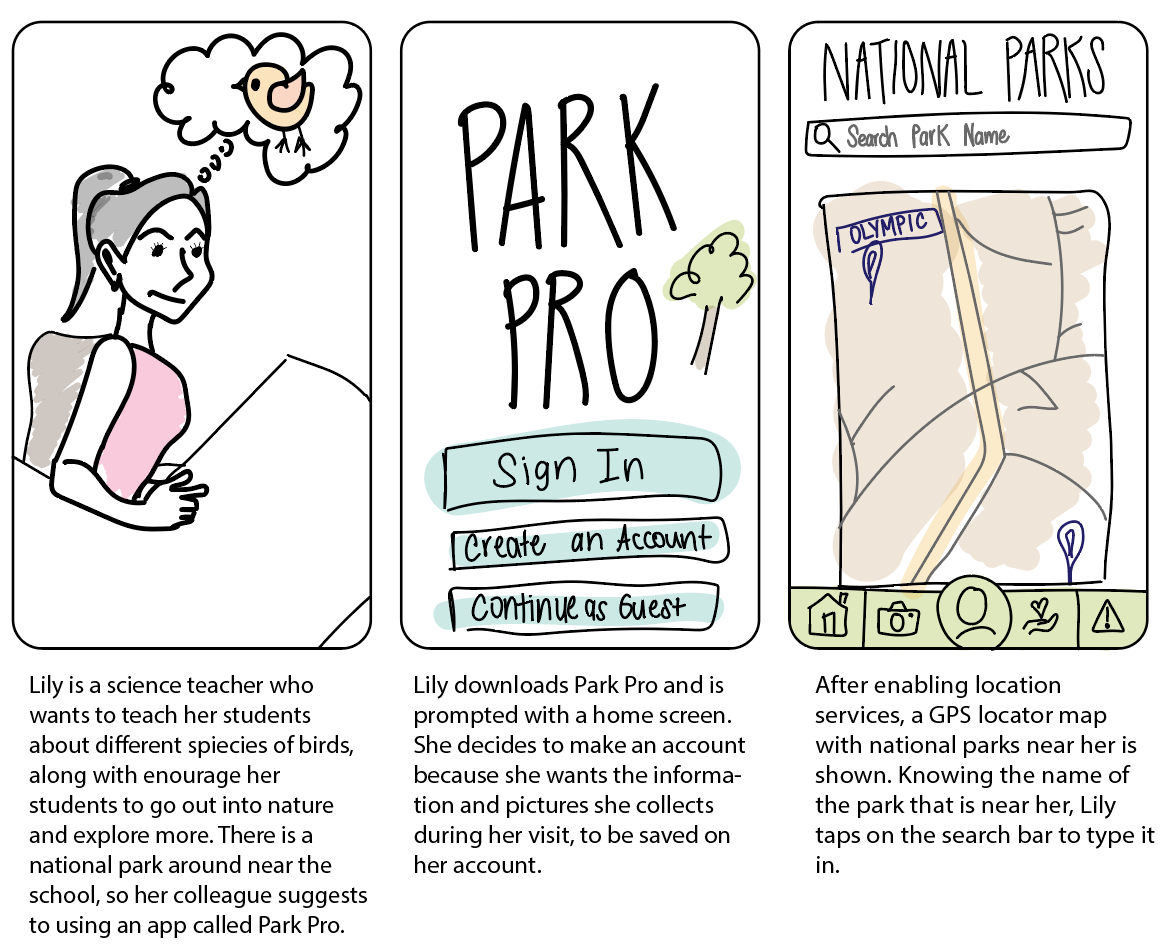 PARK
PRO
Sign In
Create an Account
Continue as Guest
NATIONAL PARKS
Search Park Name
OLYMPIC
Lily is a science teacher who
wants to teach her students
about different spiecies of birds,
along with enourage her
students to go out into nature
and explore more. There is a
national park around near the
school, so her colleague suggests
to using an app called Park Pro.
Lily downloads Park Pro and is
prompted with a home screen.
She decides to make an account
because she wants the informa-
tion and pictures she collects
during her visit, to be saved on
her account.
After enabling location
services, a GPS locator map
with national parks near her is
shown. Knowing the name of
the park that is near her, Lily
taps on the search bar to type it
in.